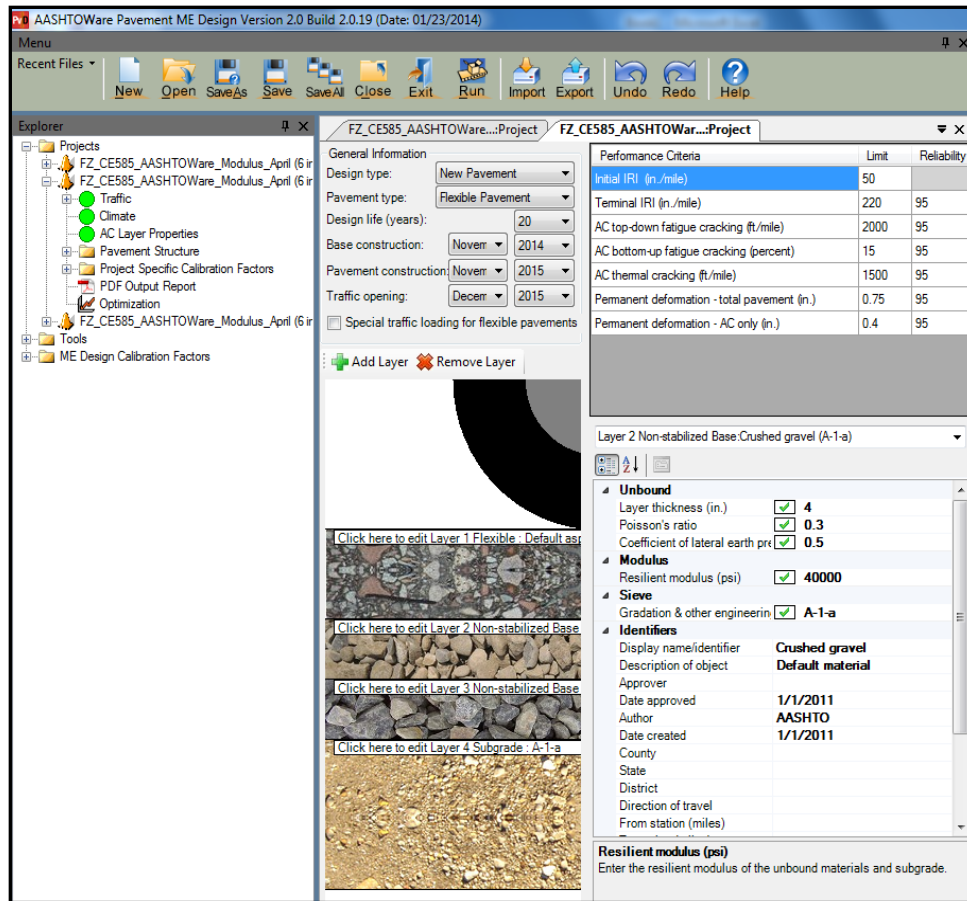 AASHTOWare Pavement ME Design Version 2.0 Build 2.0.19 (Date: 01/23/2014)
Menu
Recent Files
New Open SaveAs Save SaveAll Close Exit Run Import Export Undo Redo Help
Explorer
Projects
FZ_CE585_AASHTOWare_Modulus_April (6 ir
FZ_CE585_AASHTOWare_Modulus_April (6 ir
Traffic
Climate
AC Layer Properties
Pavement Structure
Project Specific Calibration Factors
PDF Output Report
Optimization
FZ_CE585_AASHTOWare_Modulus_April (6 ir
Tools
ME Design Calibration Factors
FZ_CE585_AASHTOWare...:Project FZ_CE585_AASHTOWar...:Project
General Information
Design type: New Pavement
Pavement type: Flexible Pavement
Design life (years): 20
Base construction: Novem 2014
Pavement construction: Novem 2015
Traffic opening: Decem 2015
Special traffic loading for flexible pavements
Add Layer Remove Layer
Click here to edit Layer 1 Flexible : Default asp
Click here to edit Layer 2 Non-stabilized Base
Click here to edit Layer 3 Non-stabilized Base
Click here to edit Layer 4 Subgrade : A-1-a
Performance Criteria Limit Reliability
Initial IRI (in./mile) 50
Terminal IRI (in./mile) 220 95
AC top-down fatigue cracking (ft/mile) 2000 95
AC bottom-up fatigue cracking (percent) 15 95
AC thermal cracking (ft/mile) 1500 95
Permanent deformation - total pavement (in.) 0.75 95
Permanent deformation - AC only (in.) 0.4 95
Layer 2 Non-stabilized Base:Crushed gravel (A-1-a)
Unbound
Layer thickness (in.) 4
Poisson's ratio 0.3
Coefficient of lateral earth pre 0.5
Modulus
Resilient modulus (psi) 40000
Sieve
Gradation & other engineerin A-1-a
Identifiers
Display name/identifier Crushed gravel
Description of object Default material
Approver
Date approved 1/1/2011
Author AASHTO
Date created 1/1/2011
County
State
District
Direction of travel
From station (miles)
Resilient modulus (psi)
Enter the resilient modulus of the unbound materials and subgrade.